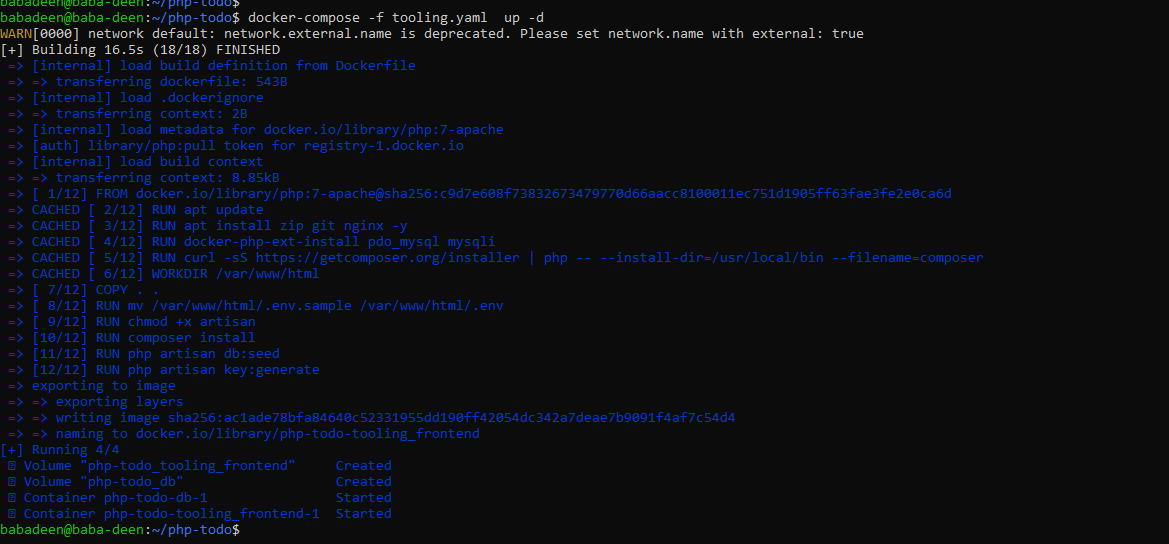 babadeen@baba-deen:~/php-todo$
babadeen@baba-deen:~/php-todo$ docker-compose -f tooling.yaml  up -d
WARN[0000] network default: network.external.name is deprecated. Please set network.name with external: true
[+] Building 16.5s (18/18) FINISHED
=> [internal] load build definition from Dockerfile
=> => transferring dockerfile: 543B
=> [internal] load .dockerignore
=> => transferring context: 2B
=> [internal] load metadata for docker.io/library/php:7-apache
=> [auth] library/php:pull token for registry-1.docker.io
=> [internal] load build context
=> => transferring context: 8.85kB
=> [ 1/12] FROM docker.io/library/php:7-apache@sha256:c9d7e608f73832673479770d66aacc8100011ec751d1905ff63fae3fe2e0ca6d
=> CACHED [ 2/12] RUN apt update
=> CACHED [ 3/12] RUN apt install zip git nginx -y
=> CACHED [ 4/12] RUN docker-php-ext-install pdo_mysql mysqli
=> CACHED [ 5/12] RUN curl -sS https://getcomposer.org/installer | php -- --install-dir=/usr/local/bin --filename=composer
=> CACHED [ 6/12] WORKDIR /var/www/html
=> [ 7/12] COPY . .
=> [ 8/12] RUN mv /var/www/html/.env.sample /var/www/html/.env
=> [ 9/12] RUN chmod +x artisan
=> [10/12] RUN composer install
=> [11/12] RUN php artisan db:seed
=> [12/12] RUN php artisan key:generate
=> exporting to image
=> => exporting layers
=> => writing image sha256:ac1ade78bfa84640c52331955dd190ff42054dc342a7deae7b9091f4af7c54d4
=> => naming to docker.io/library/php-todo-tooling_frontend
[+] Running 4/4
Volume "php-todo_tooling_frontend"     Created
Volume "php-todo_db"                   Created
Container php-todo-db-1                Started
Container php-todo-tooling_frontend-1  Started
babadeen@baba-deen:~/php-todo$